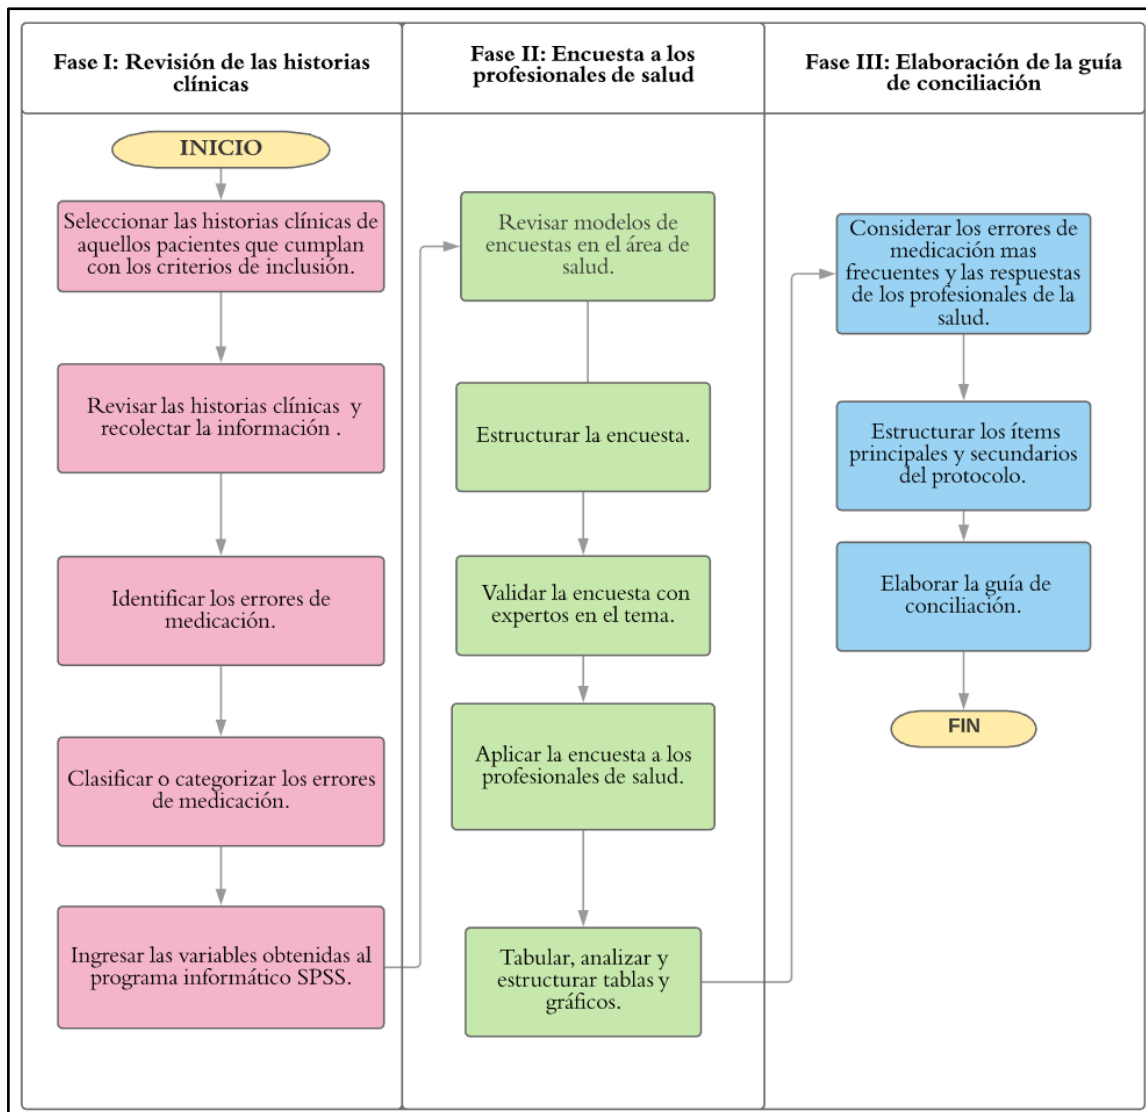 Fase I: Revisión de las historias
clínicas
INICIO
Seleccionar las historias clínicas de
aquellos pacientes que cumplan
con los criterios de inclusión.
Revisar las historias clínicas y
recolectar la información .
Identificar los errores de
medicación.
Clasificar o categorizar los errores
de medicación.
Ingresar las variables obtenidas al
programa informático SPSS.
Fase II: Encuesta a los
profesionales de salud
Revisar modelos de
encuestas en el área de
salud.
Estructurar la encuesta.
Validar la encuesta con
expertos en el tema.
Aplicar la encuesta a los
profesionales de salud.
Tabular, analizar y
estructurar tablas y
gráficos.
Fase III: Elaboración de la guía
de conciliación
Considerar los errores de
medicación mas
frecuentes y las respuestas
de los profesionales de la
salud.
Estructurar los ítems
principales y secundarios
del protocolo.
Elaborar la guía de
conciliación.
FIN